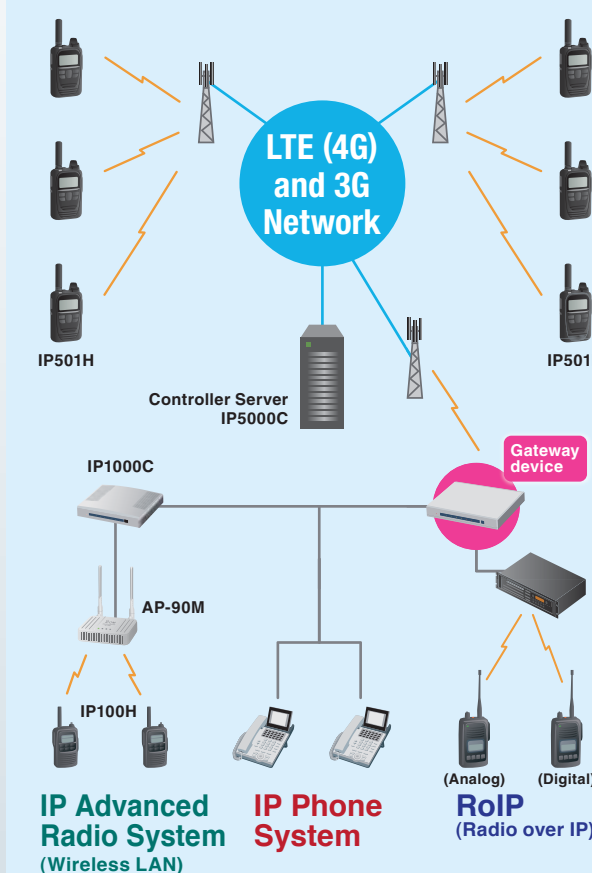 LTE (4G)
and 3G
Network
IP501H
IP501
Controller Server
IP5000C
Gateway
device
IP1000C
AP-90M
IP100H
(Analog)
(Digital)
IP Advanced
Radio System
(Wireless LAN)
IP Phone
System
RoIP
(Radio over IP)